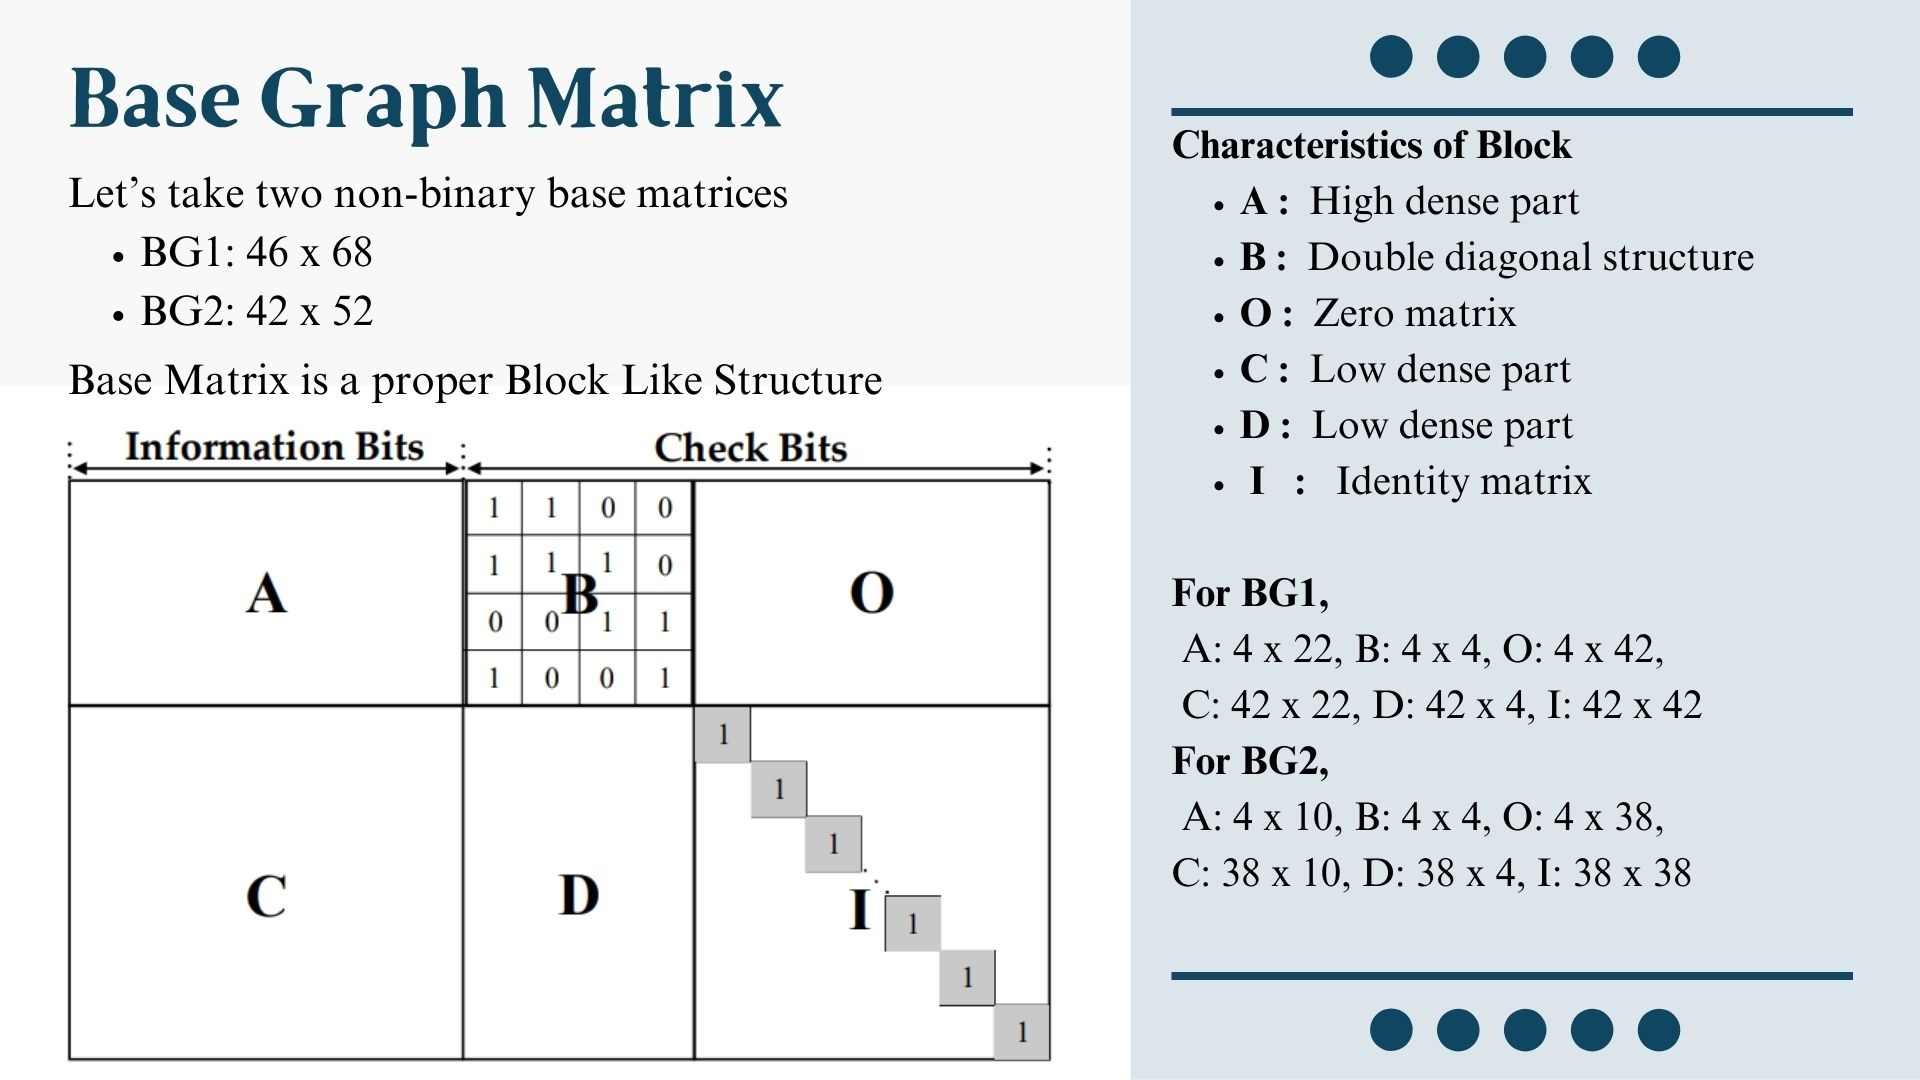 Base Graph Matrix
Let’s take two non-binary base matrices
• BG1: 46 x 68
• BG2: 42 x 52
Base Matrix is a proper Block Like Structure
Information Bits Check Bits
1 1 0 0
1 1 1 0
A B O
0 0 1 1
1 0 0 1
1
1
1
C D I
1
1
1
Characteristics of Block
• A : High dense part
• B : Double diagonal structure
• O : Zero matrix
• C : Low dense part
• D : Low dense part
• I : Identity matrix
For BG1,
A: 4 x 22, B: 4 x 4, O: 4 x 42,
C: 42 x 22, D: 42 x 4, I: 42 x 42
For BG2,
A: 4 x 10, B: 4 x 4, O: 4 x 38,
C: 38 x 10, D: 38 x 4, I: 38 x 38